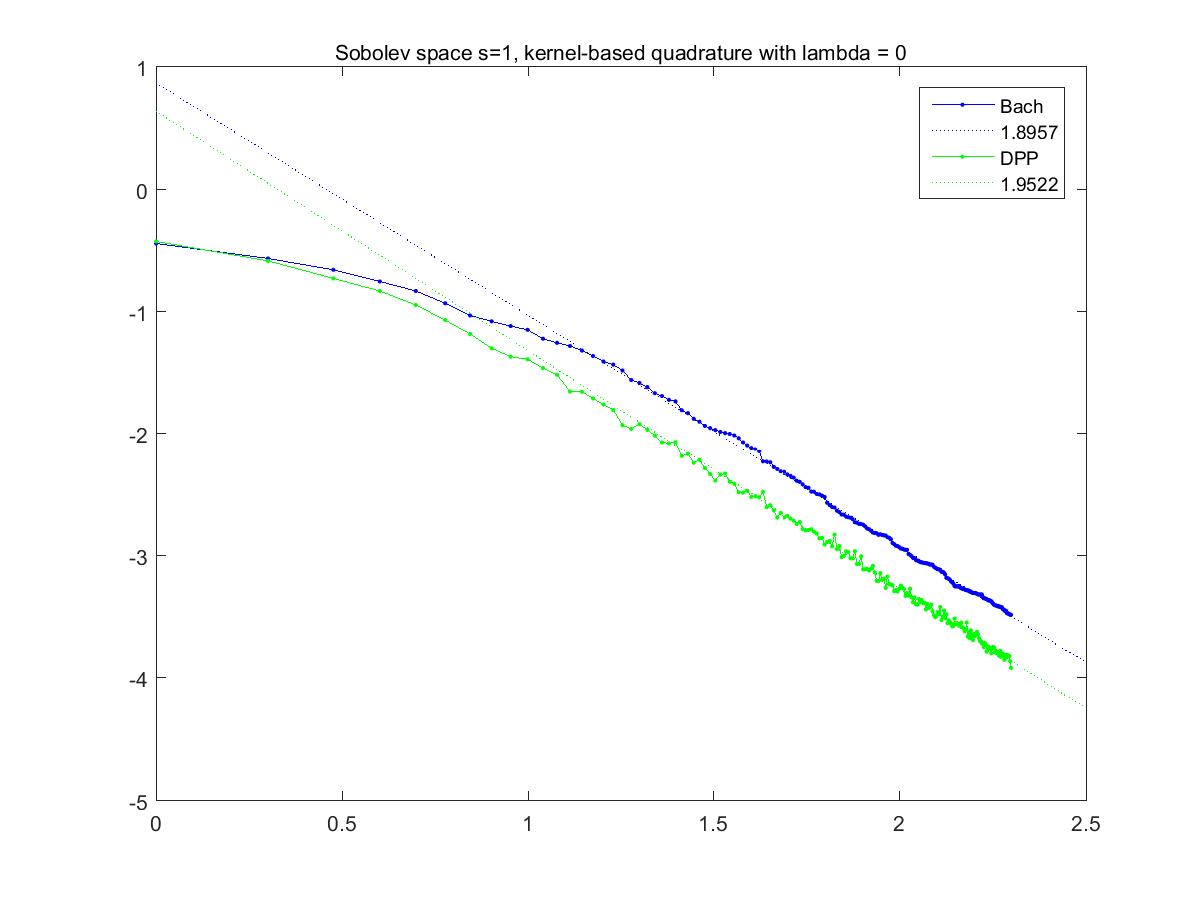 Sobolev space s=1, kernel-based quadrature with lambda = 0
1
0
-1
-2
-3
-4
-5
0 0.5 1 1.5 2 2.5
Bach
1.8957
DPP
1.9522